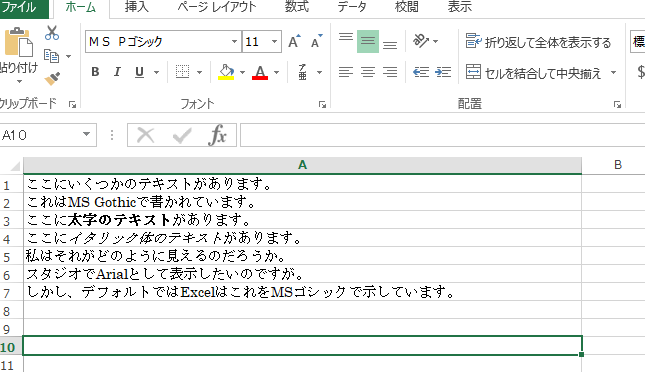 ファイル ホーム 挿入 ページ レイアウト 数式 データ 校閲 表示
貼り付け
ＭＳ Ｐゴシック 11 A A
折り返して全体を表示する
B I U A
セルを結合して中央揃え
クリップボード フォント 配置
A10 fx
A B
1 ここにいくつかのテキストがあります。
2 これはMS Gothicで書かれています。
3 ここに太字のテキストがあります。
4 ここにイタリック体のテキストがあります。
5 私はそれがどのように見えるのだろうか。
6 スタジオでArialとして表示したいのですが。
7 しかし、デフォルトではExcelはこれをMSゴシックで示しています。
8
9
10
11